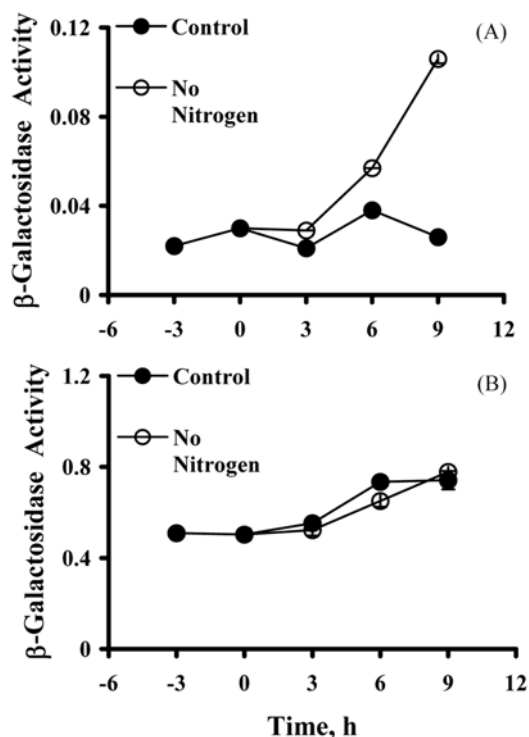 0.12
Control
(A)
No
Nitrogen
0.08
0.04
0
β-Galactosidase Activity
-6 -3 0 3 6 9 12
1.2
Control
(B)
No
Nitrogen
0.8
0.4
0
β-Galactosidase Activity
-6 -3 0 3 6 9 12
Time, h